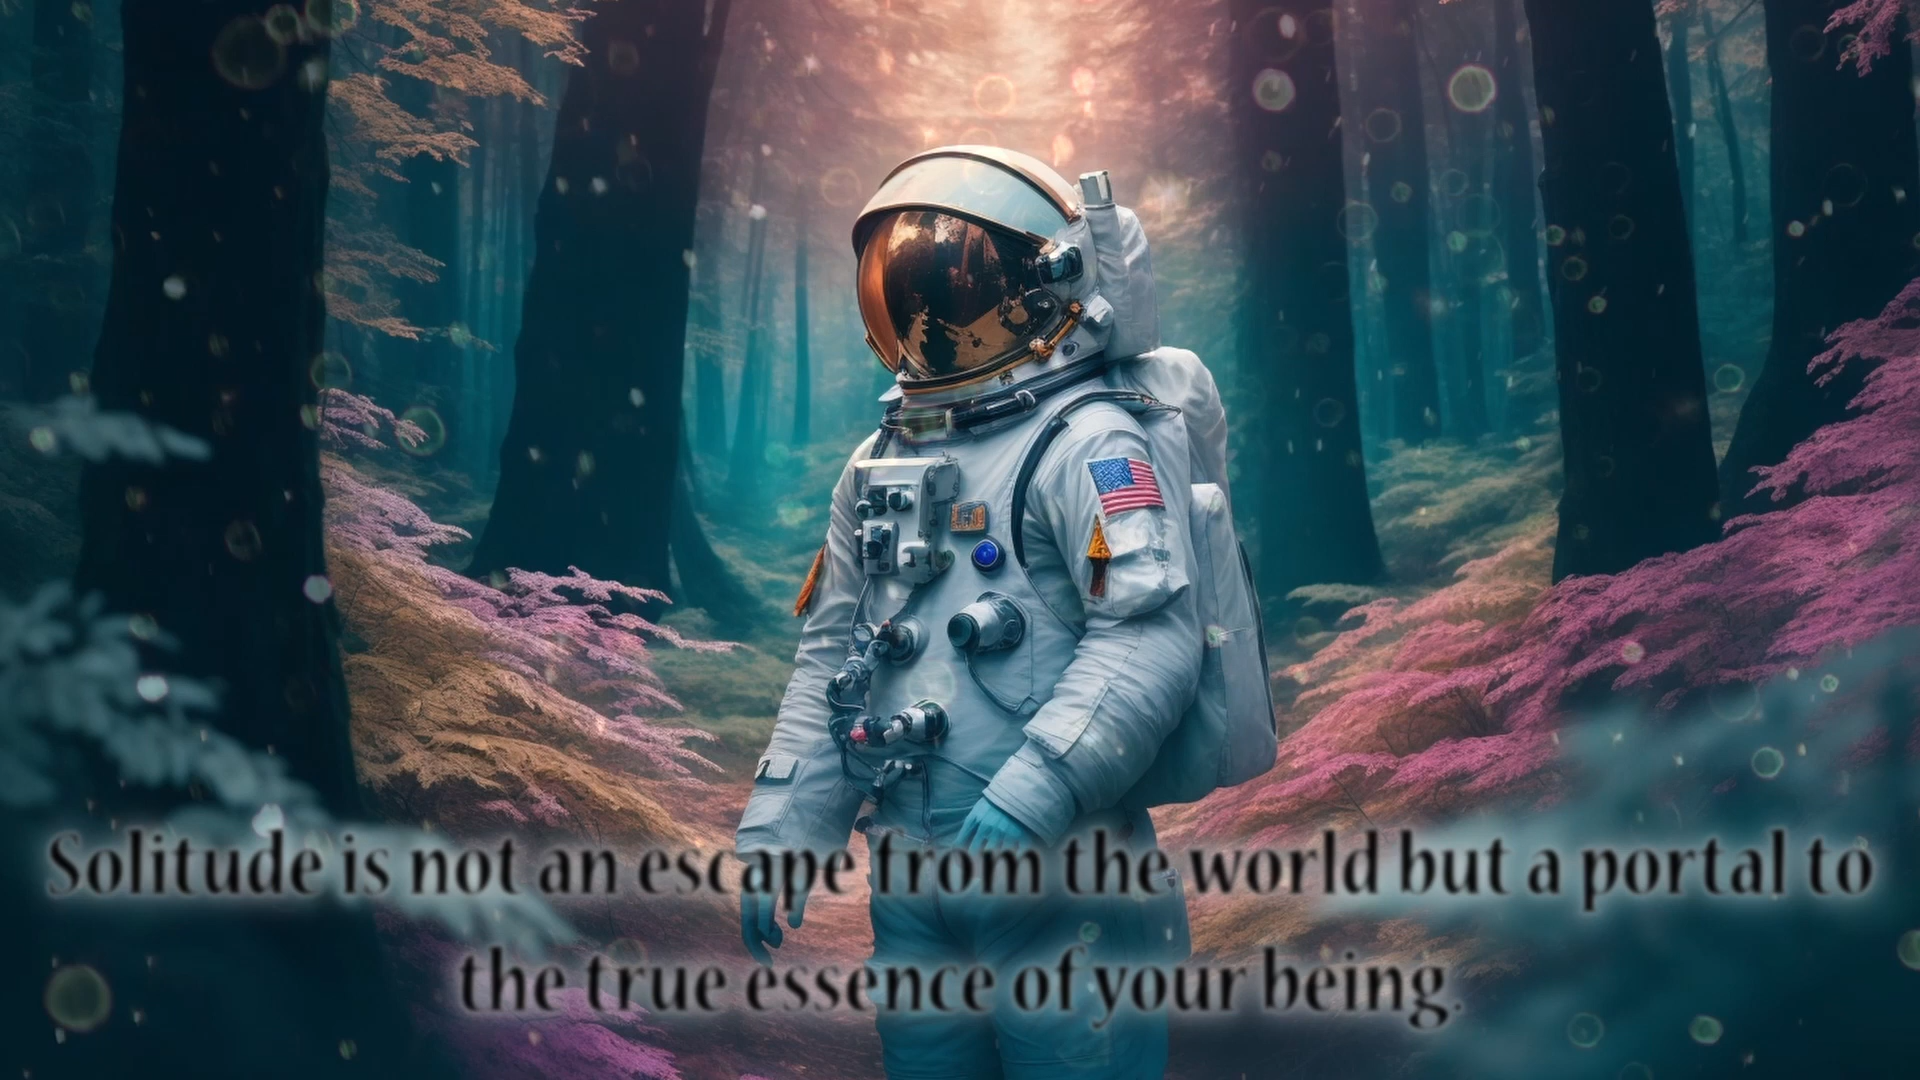 Solitude is not an escape from the world but a portal to
the true essence of your being.